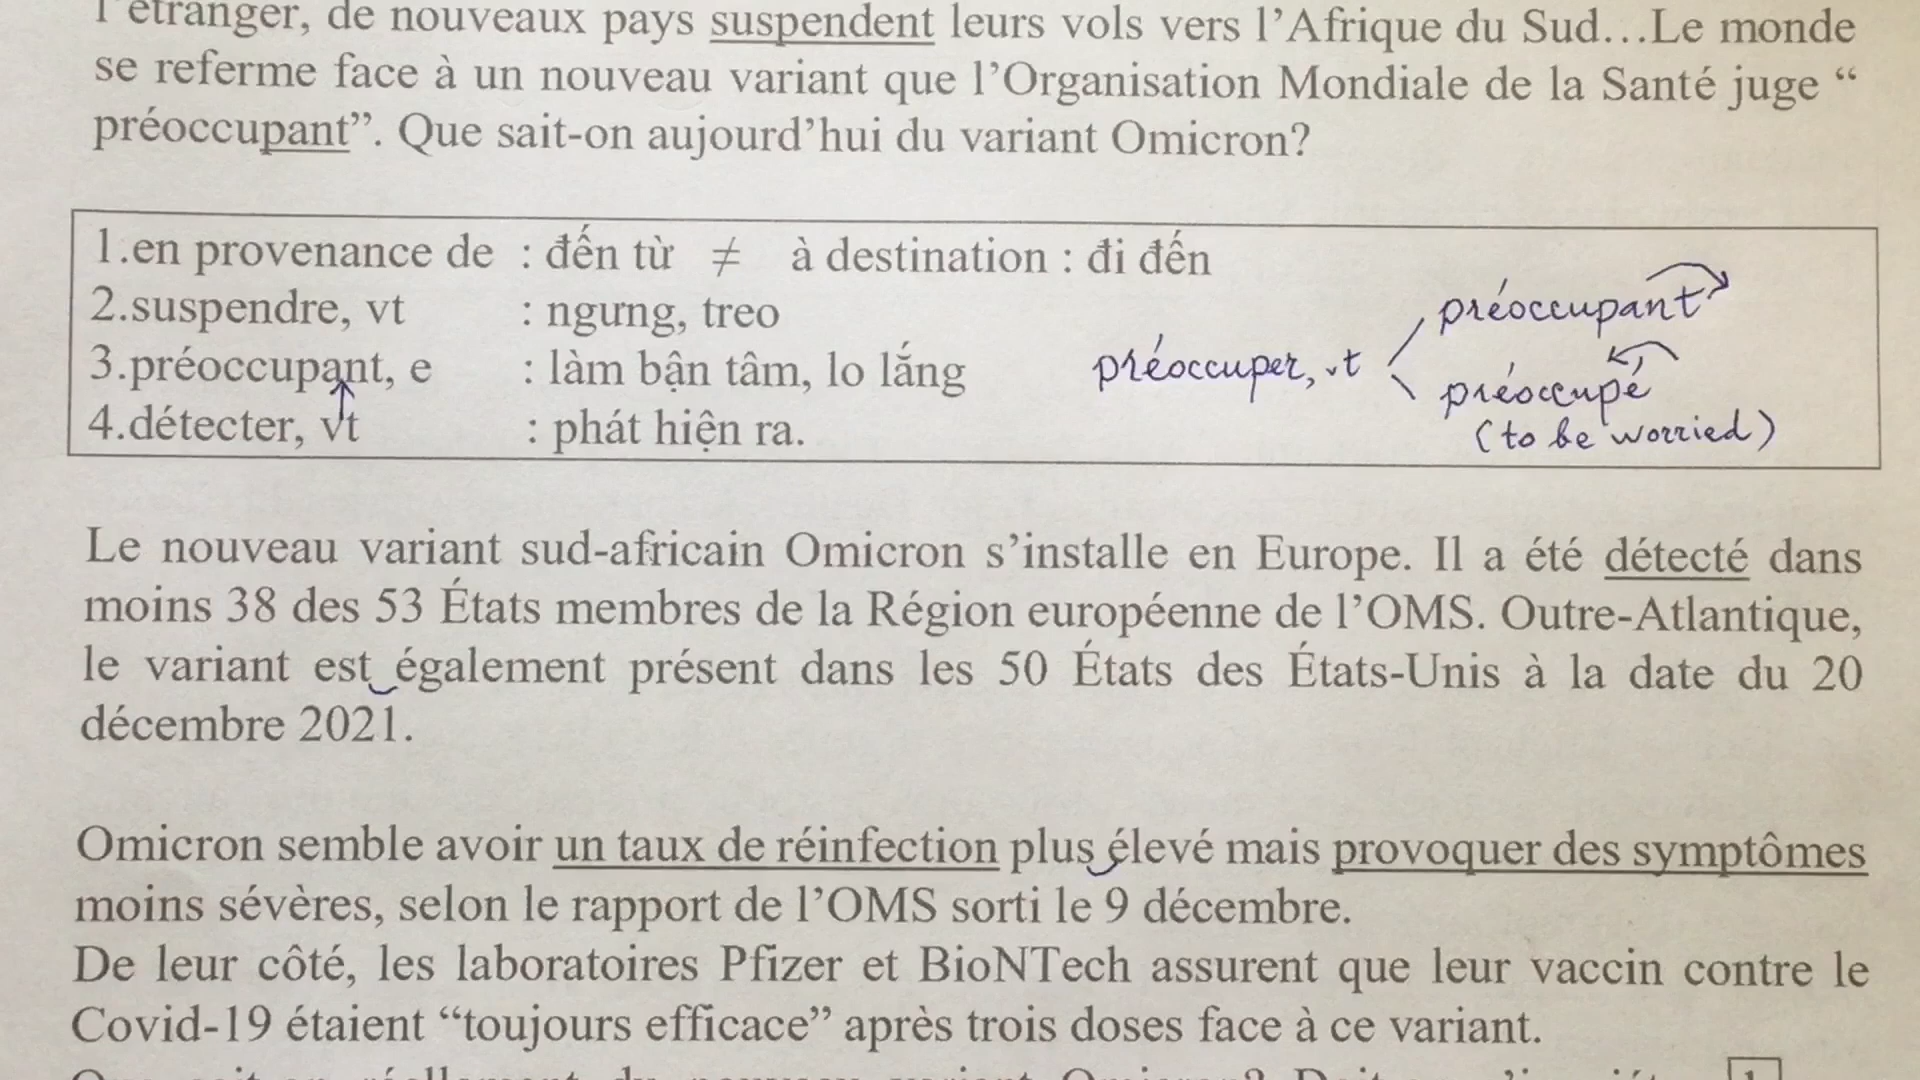 l’étranger, de nouveaux pays suspendent leurs vols vers l’Afrique du Sud...Le monde
se referme face à un nouveau variant que l’Organisation Mondiale de la Santé juge “
préoccupant”. Que sait-on aujourd’hui du variant Omicron?
1.en provenance de : đến từ ≠ à destination : đi đến
2.suspendre, vt : ngưng, treo
3.préoccupant, e : làm bận tâm, lo lắng
4.détecter, vt : phát hiện ra.
préoccupant
préoccuper, vt
préoccupé
(to be worried)
Le nouveau variant sud-africain Omicron s’installe en Europe. Il a été détecté dans
moins 38 des 53 États membres de la Région européenne de l’OMS. Outre-Atlantique,
le variant est également présent dans les 50 États des États-Unis à la date du 20
décembre 2021.
Omicron semble avoir un taux de réinfection plus élevé mais provoquer des symptômes
moins sévères, selon le rapport de l’OMS sorti le 9 décembre.
De leur côté, les laboratoires Pfizer et BioNTech assurent que leur vaccin contre le
Covid-19 étaient “toujours efficace” après trois doses face à ce variant.